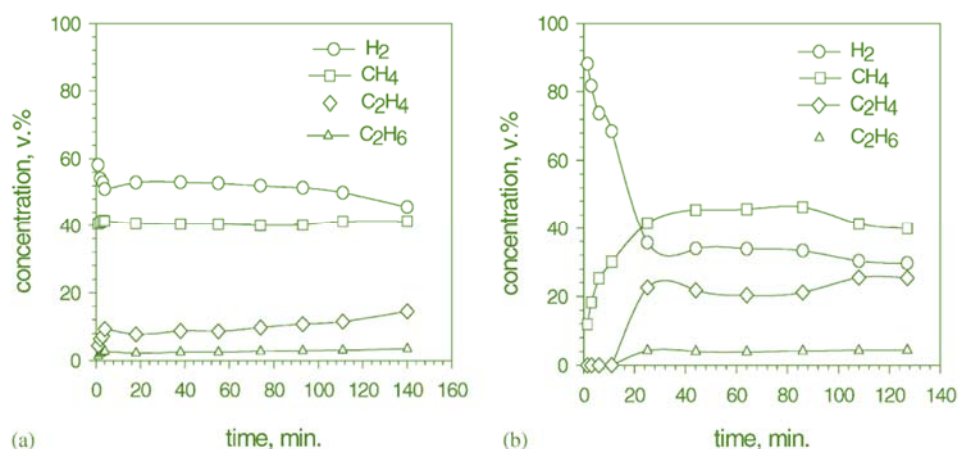 100
80
60
40
20
0
concentration, v.%
H2
CH4
C2H4
C2H6
0 20 40 60 80 100 120 140 160
(a) time, min.
100
80
60
40
20
0
concentration, v.%
H2
CH4
C2H4
C2H6
0 20 40 60 80 100 120 140
(b) time, min.